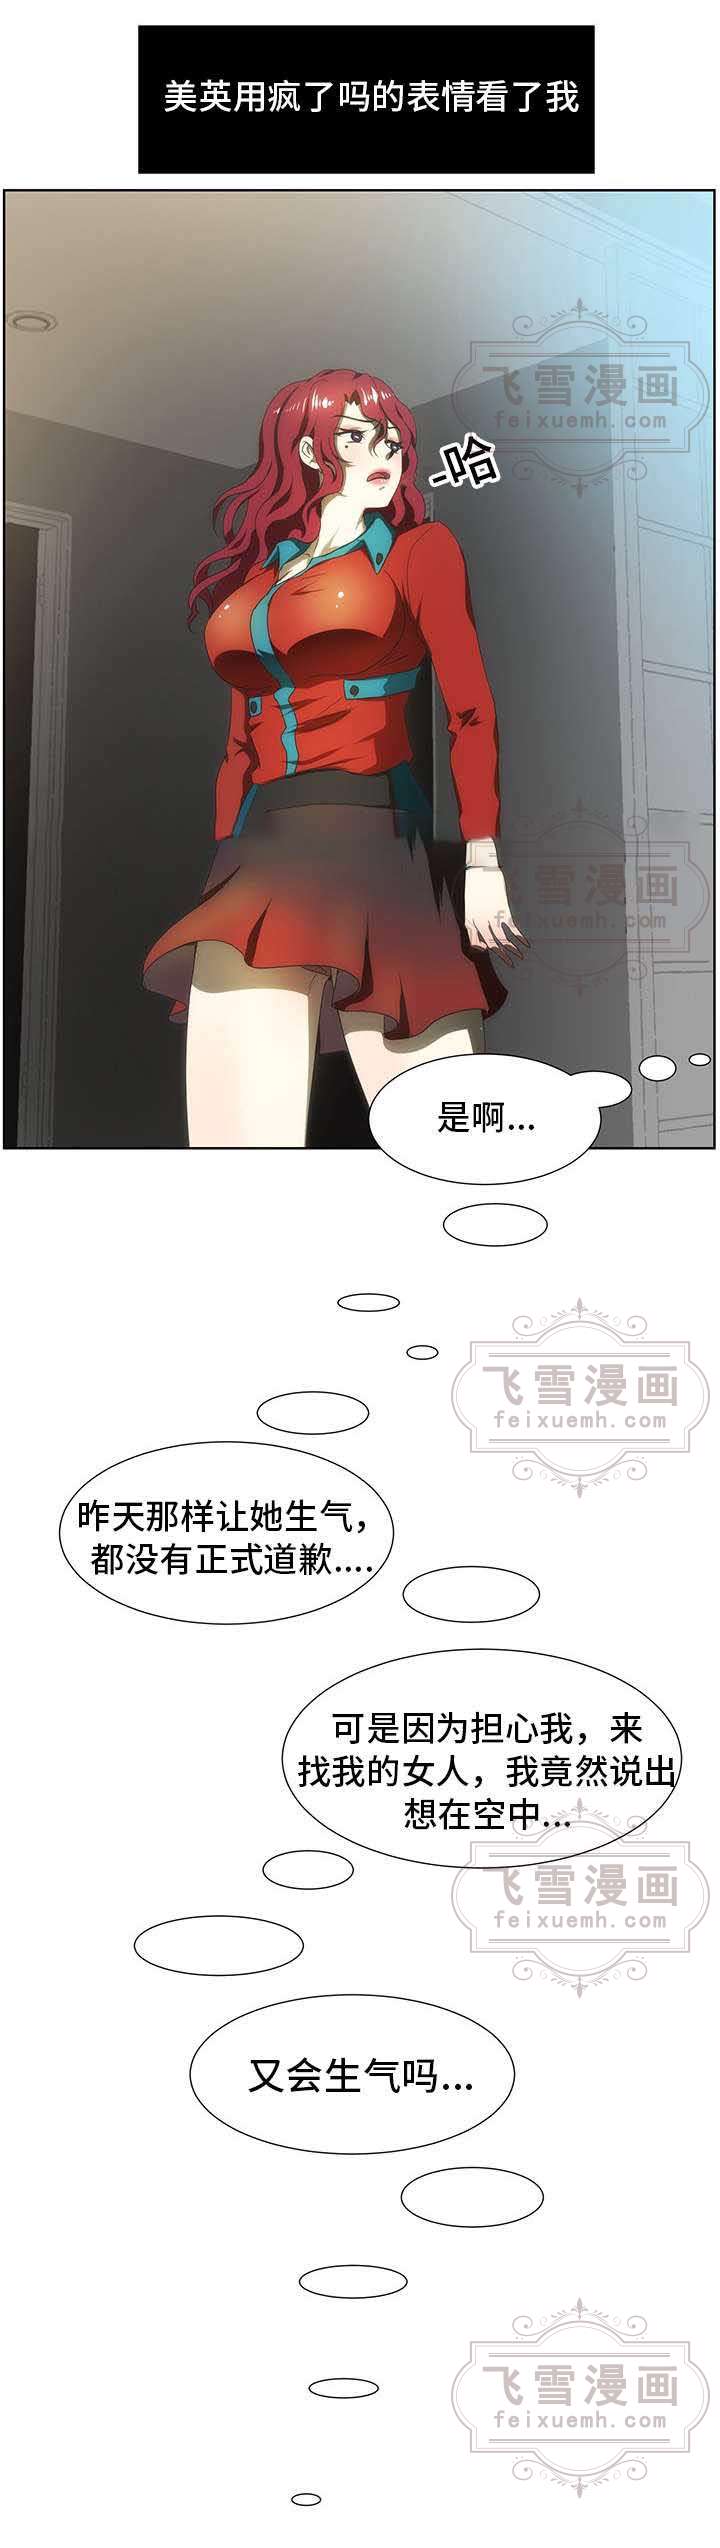 美英用疯了吗的表情看了我
飞雪漫画
feixuemh.com
-哈
飞雪漫画
feixuemh.com
是啊...
飞雪漫画
feixuemh.com
昨天那样让她生气，
都没有正式道歉....
可是因为担心我，来
找我的女人，我竟然说出
想在空中...
飞雪漫画
feixuemh.com
又会生气吗...
飞雪漫画
feixuemh.com